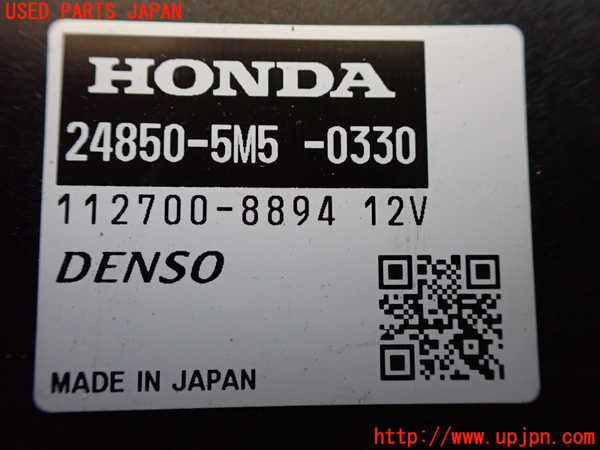 USED PARTS JAPAN
HONDA
24850-5M5 -0330
112700-8894 12V
DENSO
MADE IN JAPAN
http://www.upjpn.com/